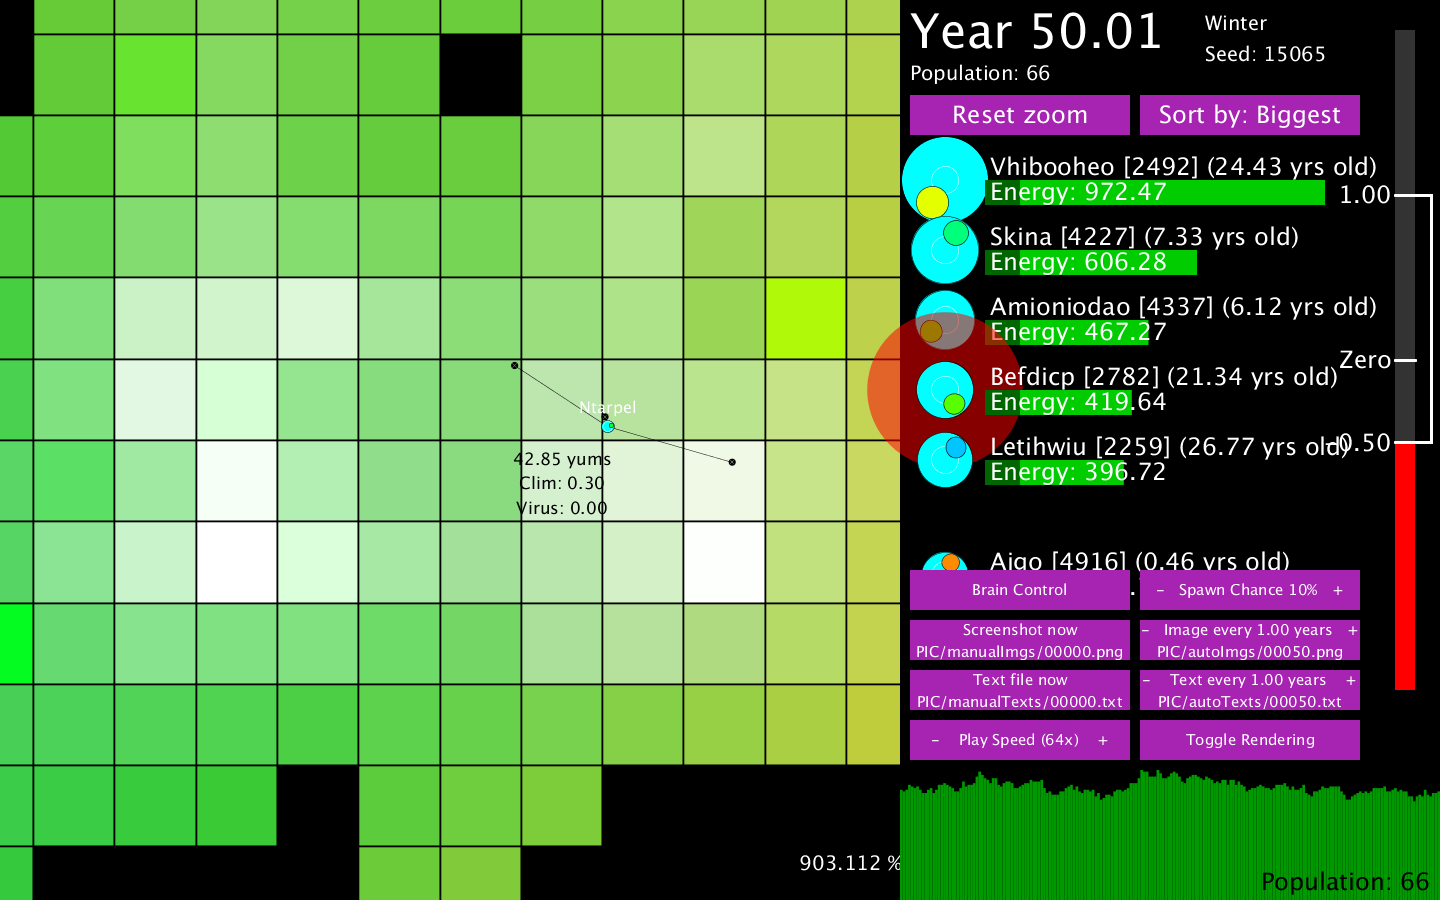 Year 50.01
Winter
Seed: 15065
Population: 66
Reset zoom
Sort by: Biggest
Vhibooheo [2492] (24.43 yrs old)
Energy: 972.47
1.00
Skina [4227] (7.33 yrs old)
Energy: 606.28
Amioniodao [4337] (6.12 yrs old)
Energy: 467.27
Zero
Befdicp [2782] (21.34 yrs old)
Energy: 419.64
Letihwiu [2259] (26.77 yrs old)
-0.50
Energy: 396.72
Aigo [4916] (0.46 yrs old)
Ntarpel
42.85 yums
Clim: 0.30
Virus: 0.00
Brain Control
- Spawn Chance 10% +
Screenshot now
PIC/manualImgs/00000.png
- Image every 1.00 years +
PIC/autoImgs/00050.png
Text file now
PIC/manualTexts/00000.txt
- Text every 1.00 years +
PIC/autoTexts/00050.txt
- Play Speed (64x) +
Toggle Rendering
903.112 %
Population: 66